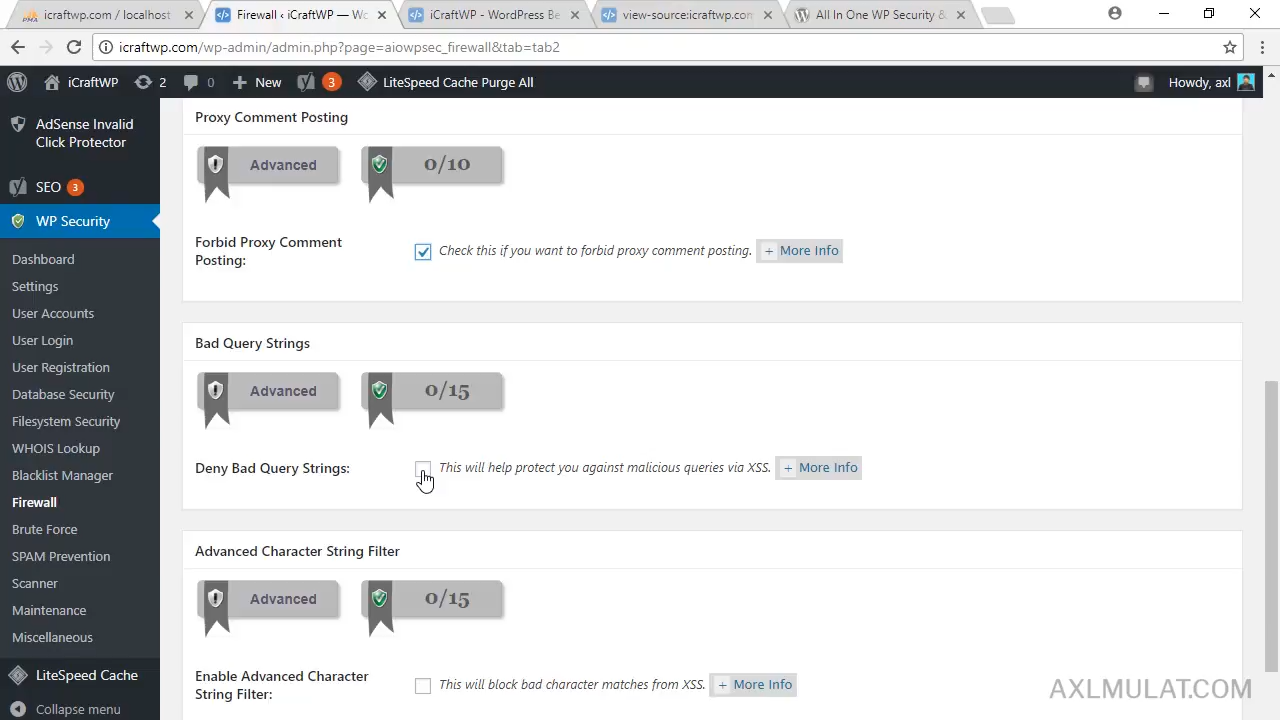 icraftwp.com / localhost
Firewall ‹ iCraftWP — Wo
iCraftWP - WordPress Be
view-source:icraftwp.com
All In One WP Security &
icraftwp.com/wp-admin/admin.php?page=aiowpsec_firewall&tab=tab2
iCraftWP
2
0
New
3
LiteSpeed Cache Purge All
Howdy, axl
AdSense Invalid
Click Protector
SEO 3
WP Security
Dashboard
Settings
User Accounts
User Login
User Registration
Database Security
Filesystem Security
WHOIS Lookup
Blacklist Manager
Firewall
Brute Force
SPAM Prevention
Scanner
Maintenance
Miscellaneous
LiteSpeed Cache
Collapse menu
Proxy Comment Posting
Advanced
0/10
Forbid Proxy Comment
Posting:
Check this if you want to forbid proxy comment posting.
+ More Info
Bad Query Strings
Advanced
0/15
Deny Bad Query Strings:
This will help protect you against malicious queries via XSS.
+ More Info
Advanced Character String Filter
Advanced
0/15
Enable Advanced Character
String Filter:
This will block bad character matches from XSS.
+ More Info
AXLMULAT.COM